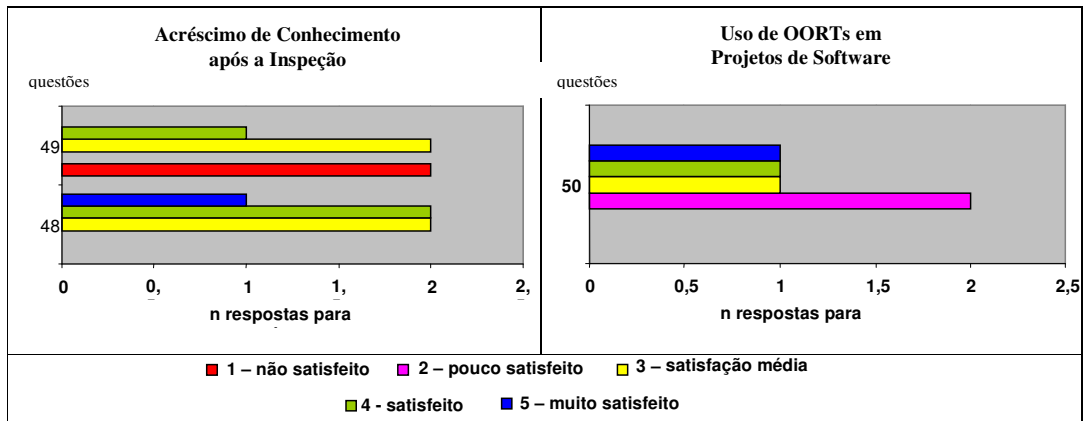 Acréscimo de Conhecimento
após a Inspeção
questões
49
48
0 0, 1 1, 2 2,
n respostas para
Uso de OORTs em
Projetos de Software
questões
50
0 0,5 1 1,5 2 2,5
n respostas para
1 – não satisfeito 2 – pouco satisfeito 3 – satisfação média
4 - satisfeito 5 – muito satisfeito